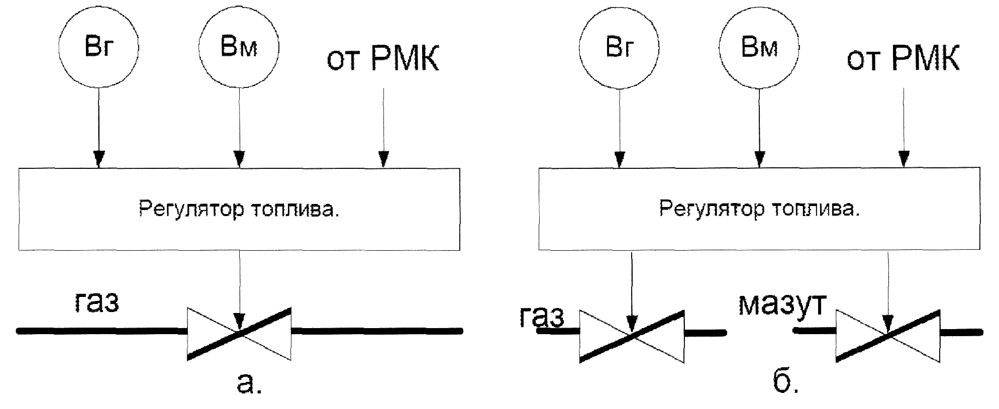 Вг
Вм
от РМК
Регулятор топлива.
газ
а.
Вг
Вм
от РМК
Регулятор топлива.
газ
мазут
б.